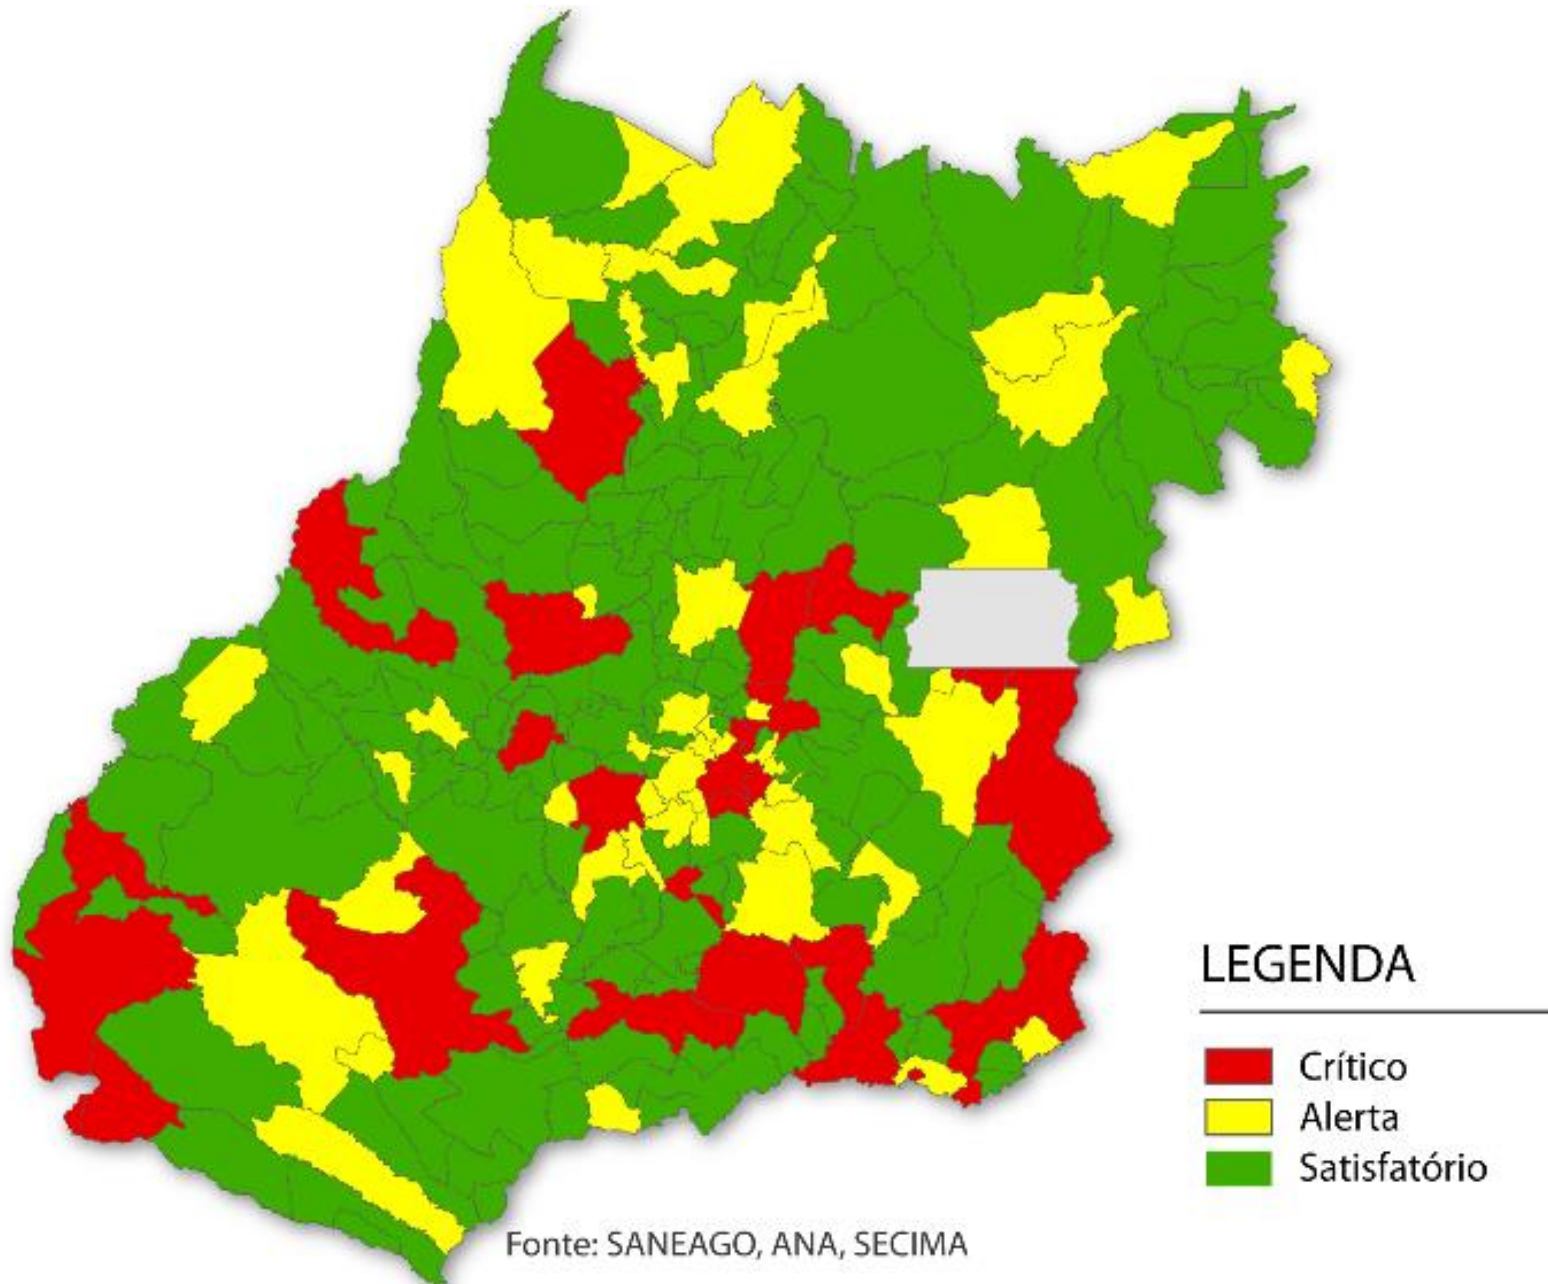 LEGENDA
Crítico
Alerta
Satisfatório
Fonte: SANEAGO, ANA, SECIMA